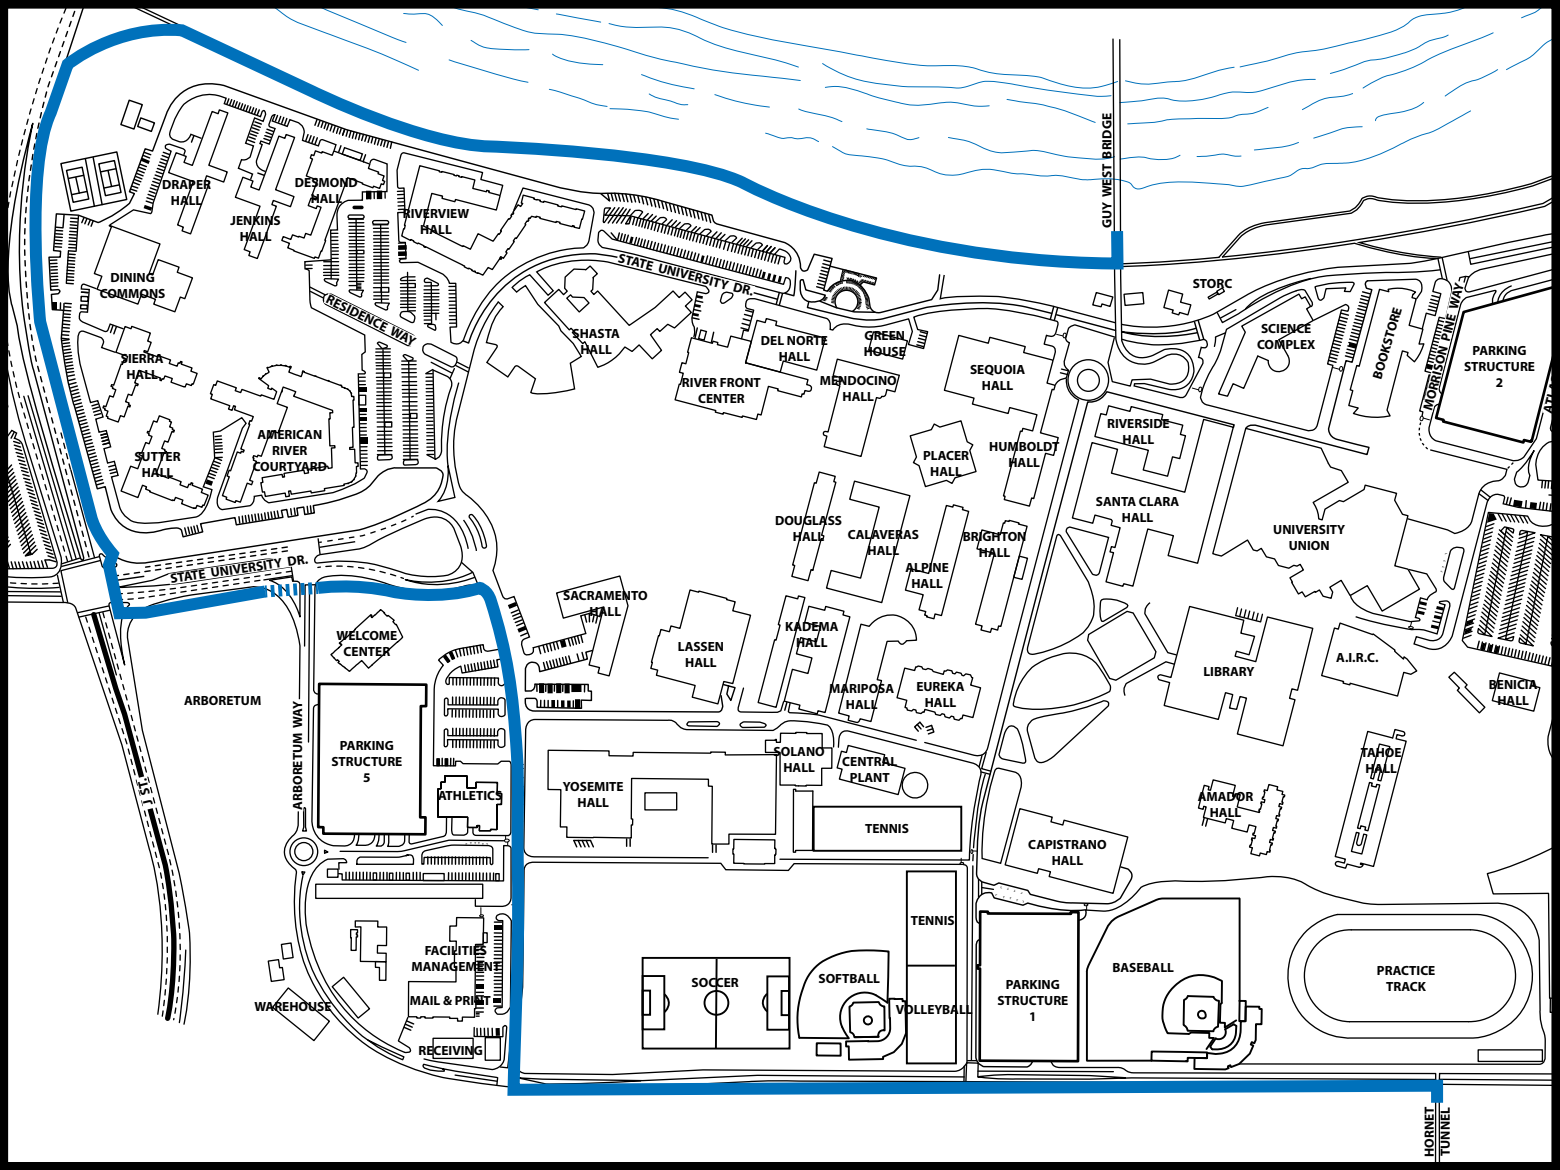 GUY WEST BRIDGE
DRAPER
HALL
DESMOND
HALL
JENKINS
HALL
RIVERVIEW
HALL
DINING
COMMONS
STATE UNIVERSITY DR.
STORC
RESIDENCE WAY
SHASTA
HALL
DEL NORTE
HALL
GREEN
HOUSE
SCIENCE
COMPLEX
BOOKSTORE
MORRISON PINE WAY
PARKING
STRUCTURE
2
SIERRA
HALL
RIVER FRONT
CENTER
MENDOCINO
HALL
SEQUOIA
HALL
AMERICAN
RIVER
COURTYARD
SUTTER
HALL
PLACER
HALL
HUMBOLDT
HALL
RIVERSIDE
HALL
SANTA CLARA
HALL
UNIVERSITY
UNION
DOUGLASS
HALL
CALAVERAS
HALL
BRIGHTON
HALL
ALPINE
HALL
STATE UNIVERSITY DR.
SACRAMENTO
HALL
WELCOME
CENTER
LASSEN
HALL
KADEMA
HALL
MARIPOSA
HALL
EUREKA
HALL
LIBRARY
A.I.R.C.
BENICIA
HALL
ARBORETUM
ARBORETUM WAY
PARKING
STRUCTURE
5
ATHLETICS
YOSEMITE
HALL
SOLANO
HALL
CENTRAL
PLANT
TENNIS
TAHOE
HALL
AMADOR
HALL
CAPISTRANO
HALL
FACILITIES
MANAGEMENT
MAIL & PRINT
WAREHOUSE
RECEIVING
SOCCER
SOFTBALL
TENNIS
VOLLEYBALL
PARKING
STRUCTURE
1
BASEBALL
PRACTICE
TRACK
HORNET
TUNNEL